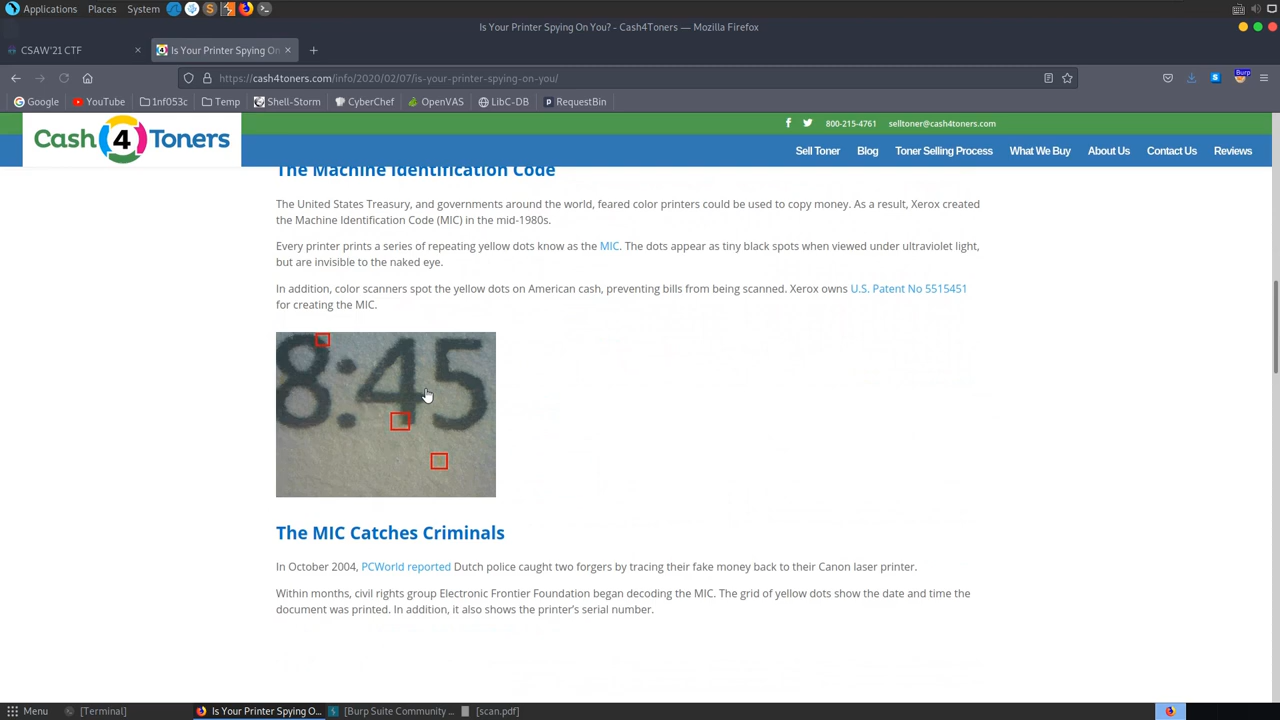 Applications Places System
Is Your Printer Spying On You? - Cash4Toners — Mozilla Firefox
CSAW'21 CTF × Is Your Printer Spying On × +
https://cash4toners.com/info/2020/02/07/is-your-printer-spying-on-you/ Burp
Google YouTube 1nf053c Temp Shell-Storm CyberChef OpenVAS LibC-DB RequestBin
800-215-4761 selltoner@cash4toners.com
Cash 4 Toners
Sell Toner Blog Toner Selling Process What We Buy About Us Contact Us Reviews
The Machine Identification Code
The United States Treasury, and governments around the world, feared color printers could be used to copy money. As a result, Xerox created
the Machine Identification Code (MIC) in the mid-1980s.
Every printer prints a series of repeating yellow dots know as the MIC. The dots appear as tiny black spots when viewed under ultraviolet light,
but are invisible to the naked eye.
In addition, color scanners spot the yellow dots on American cash, preventing bills from being scanned. Xerox owns U.S. Patent No 5515451
for creating the MIC.
8:45
The MIC Catches Criminals
In October 2004, PCWorld reported Dutch police caught two forgers by tracing their fake money back to their Canon laser printer.
Within months, civil rights group Electronic Frontier Foundation began decoding the MIC. The grid of yellow dots show the date and time the
document was printed. In addition, it also shows the printer's serial number.
Menu [Terminal] Is Your Printer Spying O... [Burp Suite Community ... [scan.pdf]